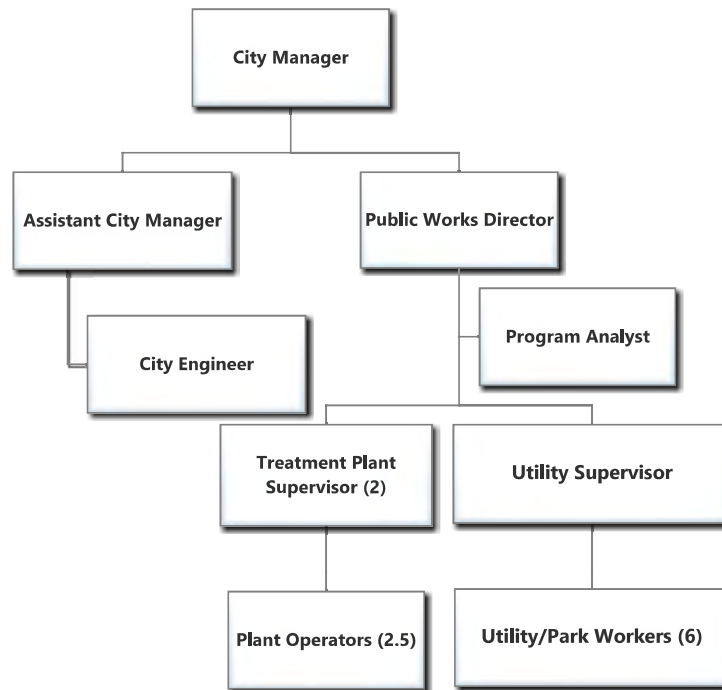 City Manager
Assistant City Manager
Public Works Director
Program Analyst
City Engineer
Treatment Plant
Supervisor (2)
Utility Supervisor
Plant Operators (2.5)
Utility/Park Workers (6)